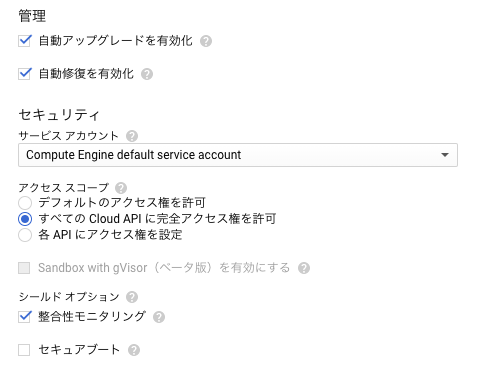 管理
自動アップグレードを有効化
自動修復を有効化
セキュリティ
サービス アカウント
Compute Engine default service account
アクセス スコープ
デフォルトのアクセス権を許可
すべての Cloud API に完全アクセス権を許可
各 API にアクセス権を設定
Sandbox with gVisor（ベータ版）を有効にする
シールド オプション
整合性モニタリング
セキュアブート